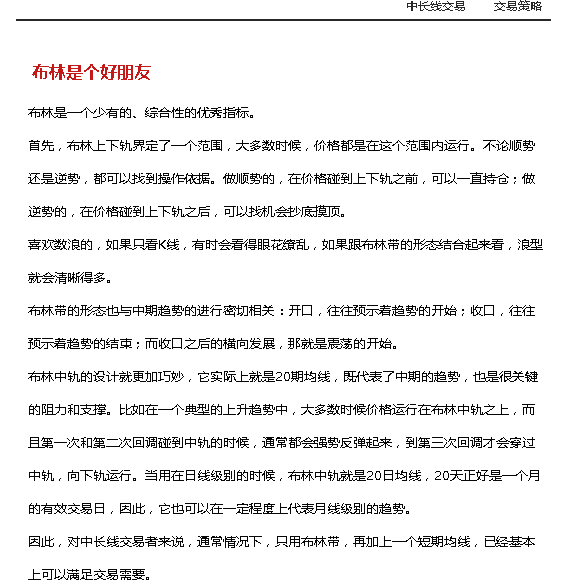 中长线交易 交易策略
布林是个好朋友
布林是一个少有的、综合性的优秀指标。
首先，布林上下轨界定了一个范围，大多数时候，价格都是在这个范围内运行。不论顺势
还是逆势，都可以找到操作依据。做顺势的，在价格碰到上下轨之前，可以一直持仓；做
逆势的，在价格碰到上下轨之后，可以找机会抄底摸顶。
喜欢数浪的，如果只看K线，有时会看得眼花缭乱，如果跟布林带的形态结合起来看，浪型
就会清晰得多。
布林带的形态也与中期趋势的进行密切相关：开口，往往预示着趋势的开始；收口，往往
预示着趋势的结束；而收口之后的横向发展，那就是震荡的开始。
布林中轨的设计就更加巧妙，它实际上就是20期均线，既代表了中期的趋势，也是很关键
的阻力和支撑。比如在一个典型的上升趋势中，大多数时候价格运行在布林中轨之上，而
且第一次和第二次回调碰到中轨的时候，通常都会强势反弹起来，到第三次回调才会穿过
中轨，向下轨运行。当用在日线级别的时候，布林中轨就是20日均线，20天正好是一个月
的有效交易日，因此，它也可以在一定程度上代表月线级别的趋势。
因此，对中长线交易者来说，通常情况下，只用布林带，再加上一个短期均线，已经基本
上可以满足交易需要。